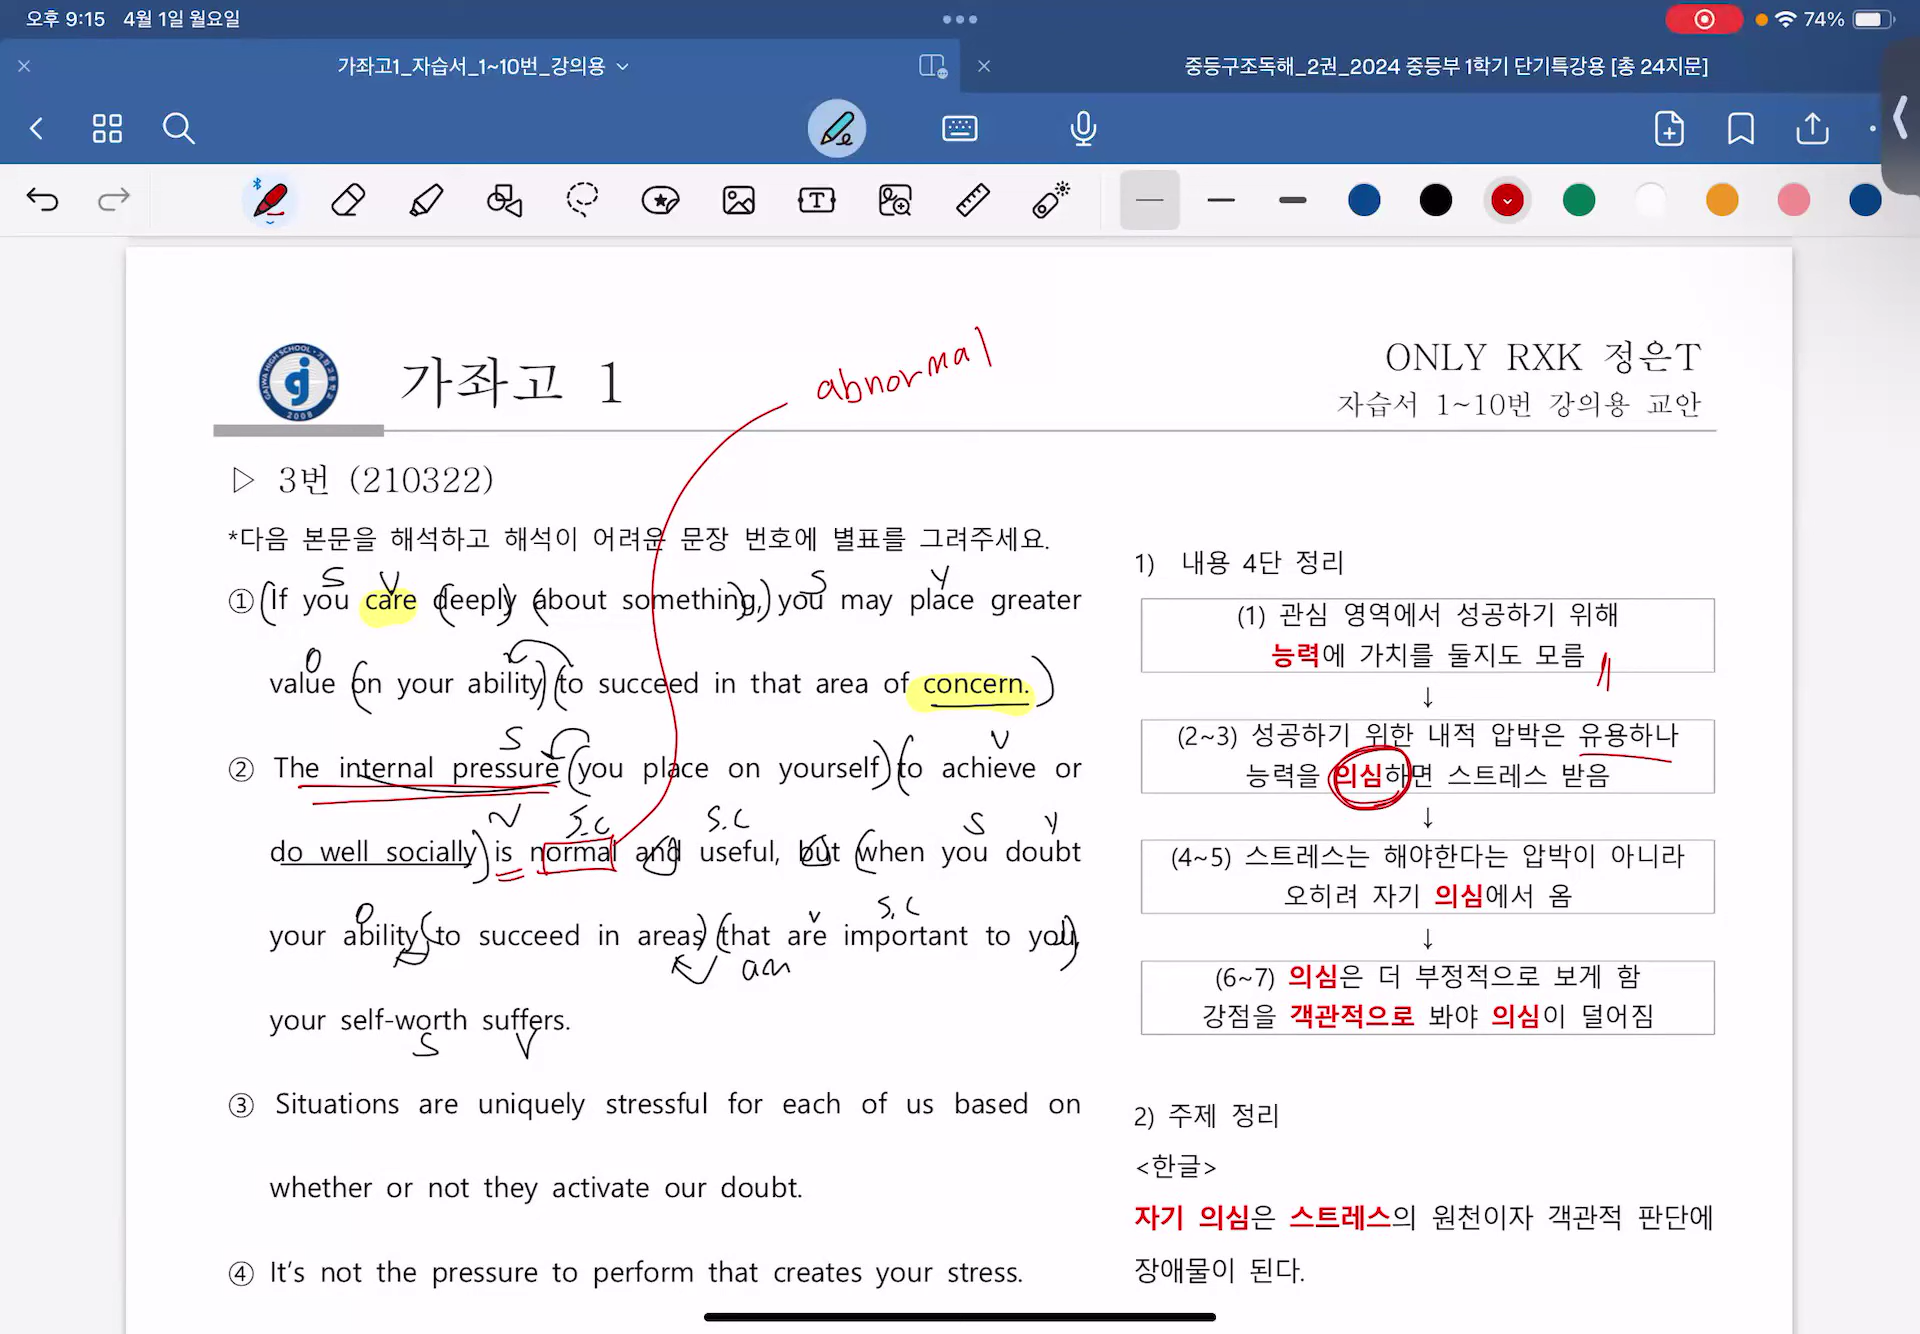 오후 9:15 4월 1일 월요일
74%
가좌고1_자습서_1~10번_강의용
중등구조독해_2권_2024 중등부 1학기 단기특강용 [총 24지문]
abnormal
GAJWA HIGH SCHOOL 가좌고등학교 2008
가좌고 1
ONLY RXK 정은T
자습서 1~10번 강의용 교안
▷ 3번 (210322)
*다음 본문을 해석하고 해석이 어려운 문장 번호에 별표를 그려주세요.
S V S V
① If you care deeply about something, you may place greater
O
value on your ability to succeed in that area of concern.
S V
② The internal pressure you place on yourself to achieve or
V S.C S.C S V
do well socially is normal and useful, but when you doubt
O V S.C
your ability to succeed in areas that are important to you,
an
your self-worth suffers.
S V
③ Situations are uniquely stressful for each of us based on
whether or not they activate our doubt.
④ It's not the pressure to perform that creates your stress.
1) 내용 4단 정리
(1) 관심 영역에서 성공하기 위해
능력에 가치를 둘지도 모름
↓
(2~3) 성공하기 위한 내적 압박은 유용하나
능력을 의심하면 스트레스 받음
↓
(4~5) 스트레스는 해야한다는 압박이 아니라
오히려 자기 의심에서 옴
↓
(6~7) 의심은 더 부정적으로 보게 함
강점을 객관적으로 봐야 의심이 덜어짐
2) 주제 정리
<한글>
자기 의심은 스트레스의 원천이자 객관적 판단에
장애물이 된다.